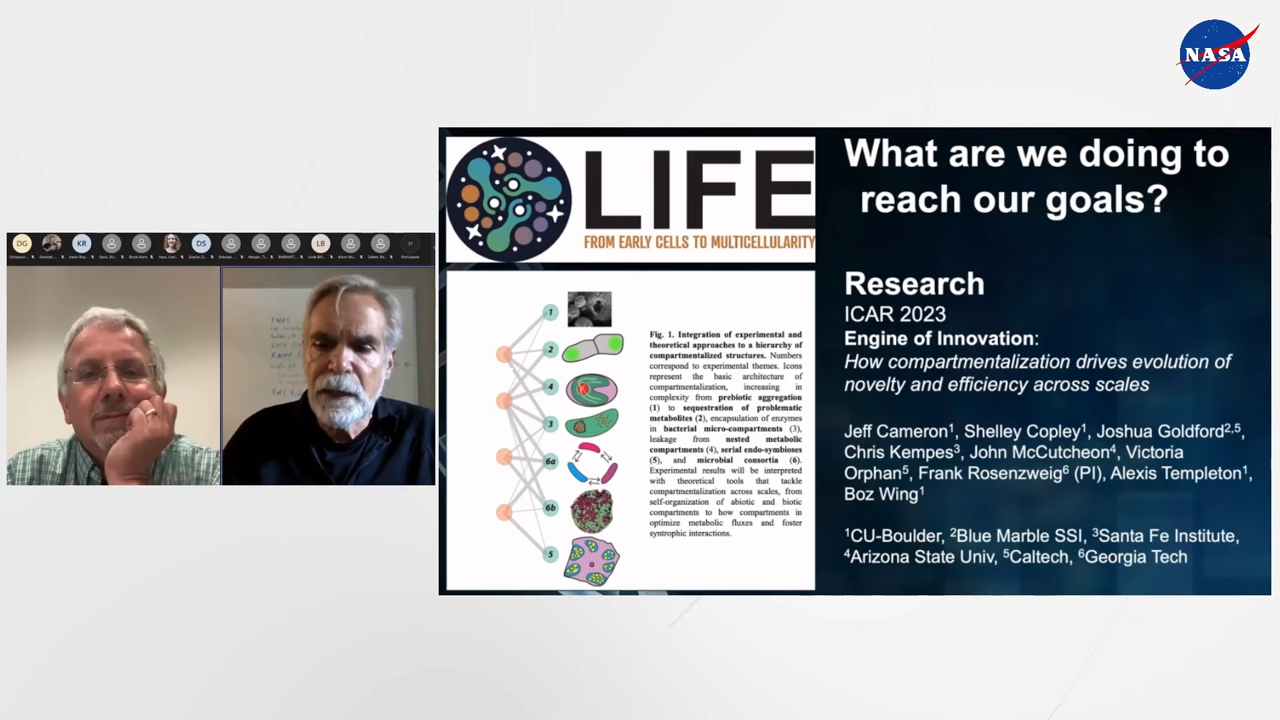 NASA
DG
KR
DS
LB
Participants
LIFE
FROM EARLY CELLS TO MULTICELLULARITY
What are we doing to
reach our goals?
1
2
4
3
6a
6b
5
Fig. 1. Integration of experimental and
theoretical approaches to a hierarchy of
compartmentalized structures. Numbers
correspond to experimental themes. Icons
represent the basic architecture of
compartmentalization, increasing in
complexity from prebiotic aggregation
(1) to sequestration of problematic
metabolites (2), encapsulation of enzymes
in bacterial micro-compartments (3),
leakage from nested metabolic
compartments (4), serial endo-symbioses
(5), and microbial consortia (6).
Experimental results will be interpreted
with theoretical tools that tackle
compartmentalization across scales, from
self-organization of abiotic and biotic
compartments to how compartments in
optimize metabolic fluxes and foster
syntrophic interactions.
Research
ICAR 2023
Engine of Innovation:
How compartmentalization drives evolution of
novelty and efficiency across scales
Jeff Cameron¹, Shelley Copley¹, Joshua Goldford²,⁵,
Chris Kempes³, John McCutcheon⁴, Victoria
Orphan⁵, Frank Rosenzweig⁶ (PI), Alexis Templeton¹,
Boz Wing¹
¹CU-Boulder, ²Blue Marble SSI, ³Santa Fe Institute,
⁴Arizona State Univ, ⁵Caltech, ⁶Georgia Tech